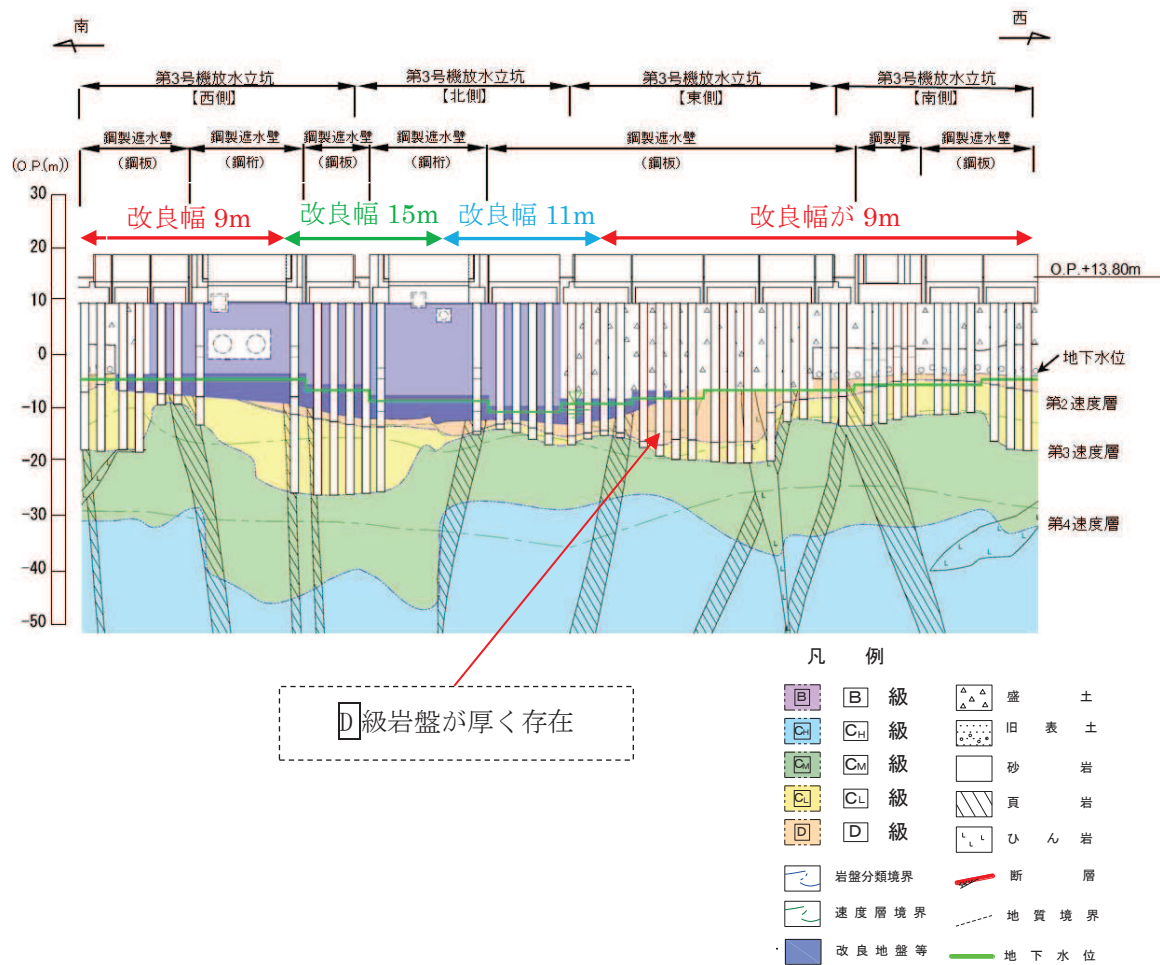 南
西
第3号機放水立坑 第3号機放水立坑 第3号機放水立坑 第3号機放水立坑
【西側】 【北側】 【東側】 【南側】
鋼製遮水壁 鋼製遮水壁 鋼製遮水壁 鋼製遮水壁 鋼製遮水壁 鋼製扉 鋼製遮水壁
(鋼板) (鋼桁) (鋼板) (鋼桁) (鋼板) (鋼板)
(O.P.(m))
30
改良幅 9m 改良幅 15m 改良幅 11m 改良幅が 9m
20
O.P.+13.80m
10
0
地下水位
-10
第2速度層
-20
第3速度層
-30
第4速度層
-40
-50
D級岩盤が厚く存在
凡 例
B B 級 盛 土
CH CH 級 旧 表 土
CM CM 級 砂 岩
CL CL 級 頁 岩
D D 級 ひ ん 岩
岩盤分類境界 断 層
速度層境界 地質境界
改良地盤等 地下水位